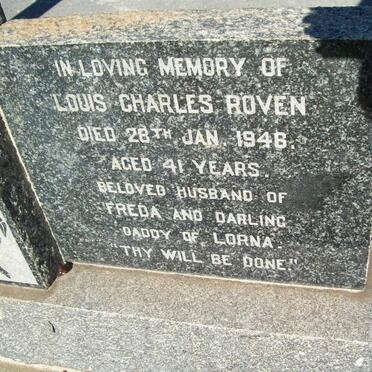 IN LOVING MEMORY OF
LOUIS CHARLES ROVEN
DIED 28TH JAN. 1946.
AGED 41 YEARS.
BELOVED HUSBAND OF
FREDA AND DARLING
DADDY OF LORNA.
"THY WILL BE DONE."